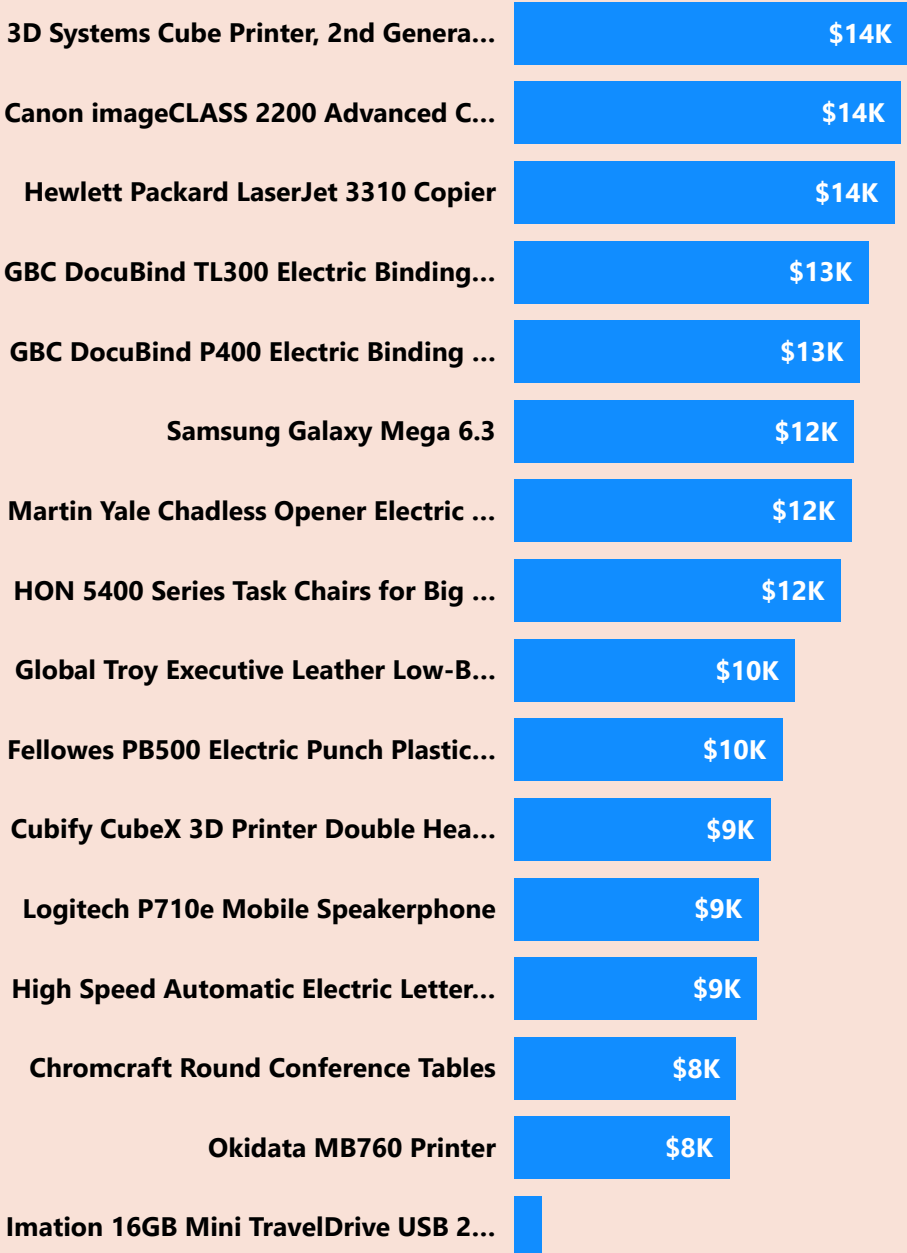 3D Systems Cube Printer, 2nd Genera... $14K
Canon imageCLASS 2200 Advanced C... $14K
Hewlett Packard LaserJet 3310 Copier $14K
GBC DocuBind TL300 Electric Binding... $13K
GBC DocuBind P400 Electric Binding ... $13K
Samsung Galaxy Mega 6.3 $12K
Martin Yale Chadless Opener Electric ... $12K
HON 5400 Series Task Chairs for Big ... $12K
Global Troy Executive Leather Low-B... $10K
Fellowes PB500 Electric Punch Plastic... $10K
Cubify CubeX 3D Printer Double Hea... $9K
Logitech P710e Mobile Speakerphone $9K
High Speed Automatic Electric Letter... $9K
Chromcraft Round Conference Tables $8K
Okidata MB760 Printer $8K
Imation 16GB Mini TravelDrive USB 2...